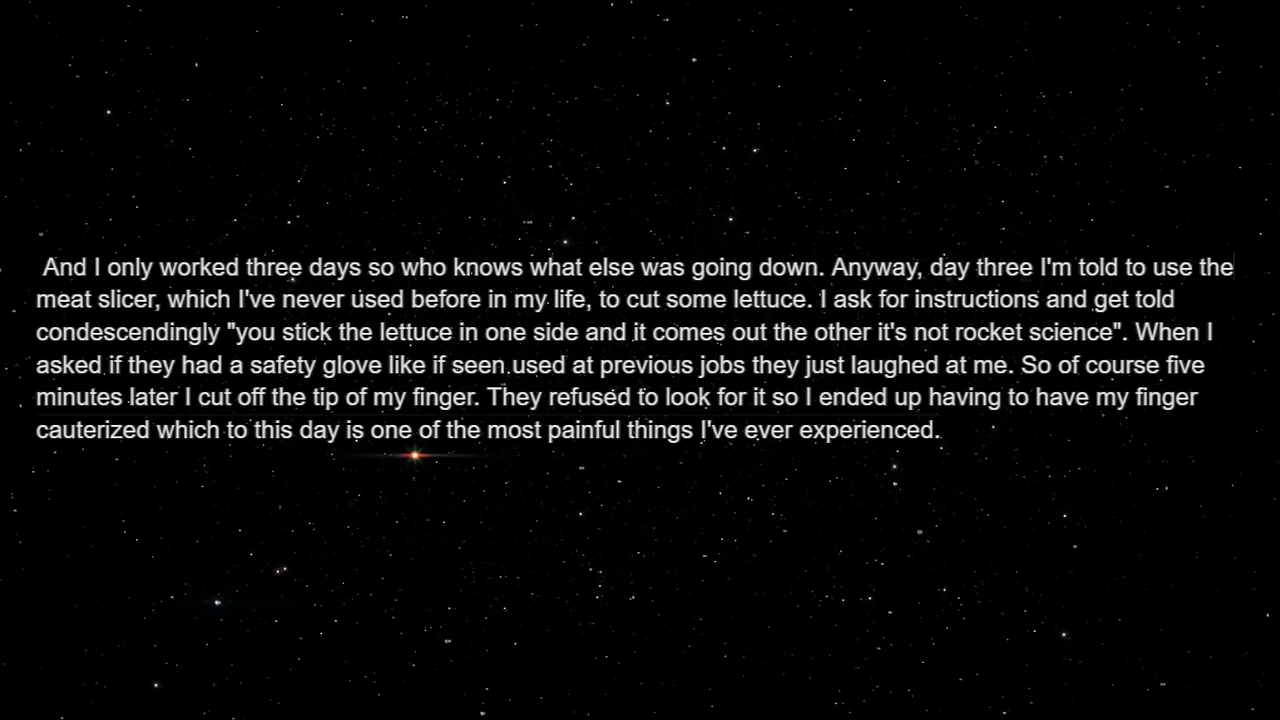 And I only worked three days so who knows what else was going down. Anyway, day three I'm told to use the
meat slicer, which I've never used before in my life, to cut some lettuce. I ask for instructions and get told
condescendingly "you stick the lettuce in one side and it comes out the other it's not rocket science". When I
asked if they had a safety glove like if seen used at previous jobs they just laughed at me. So of course five
minutes later I cut off the tip of my finger. They refused to look for it so I ended up having to have my finger
cauterized which to this day is one of the most painful things I've ever experienced.